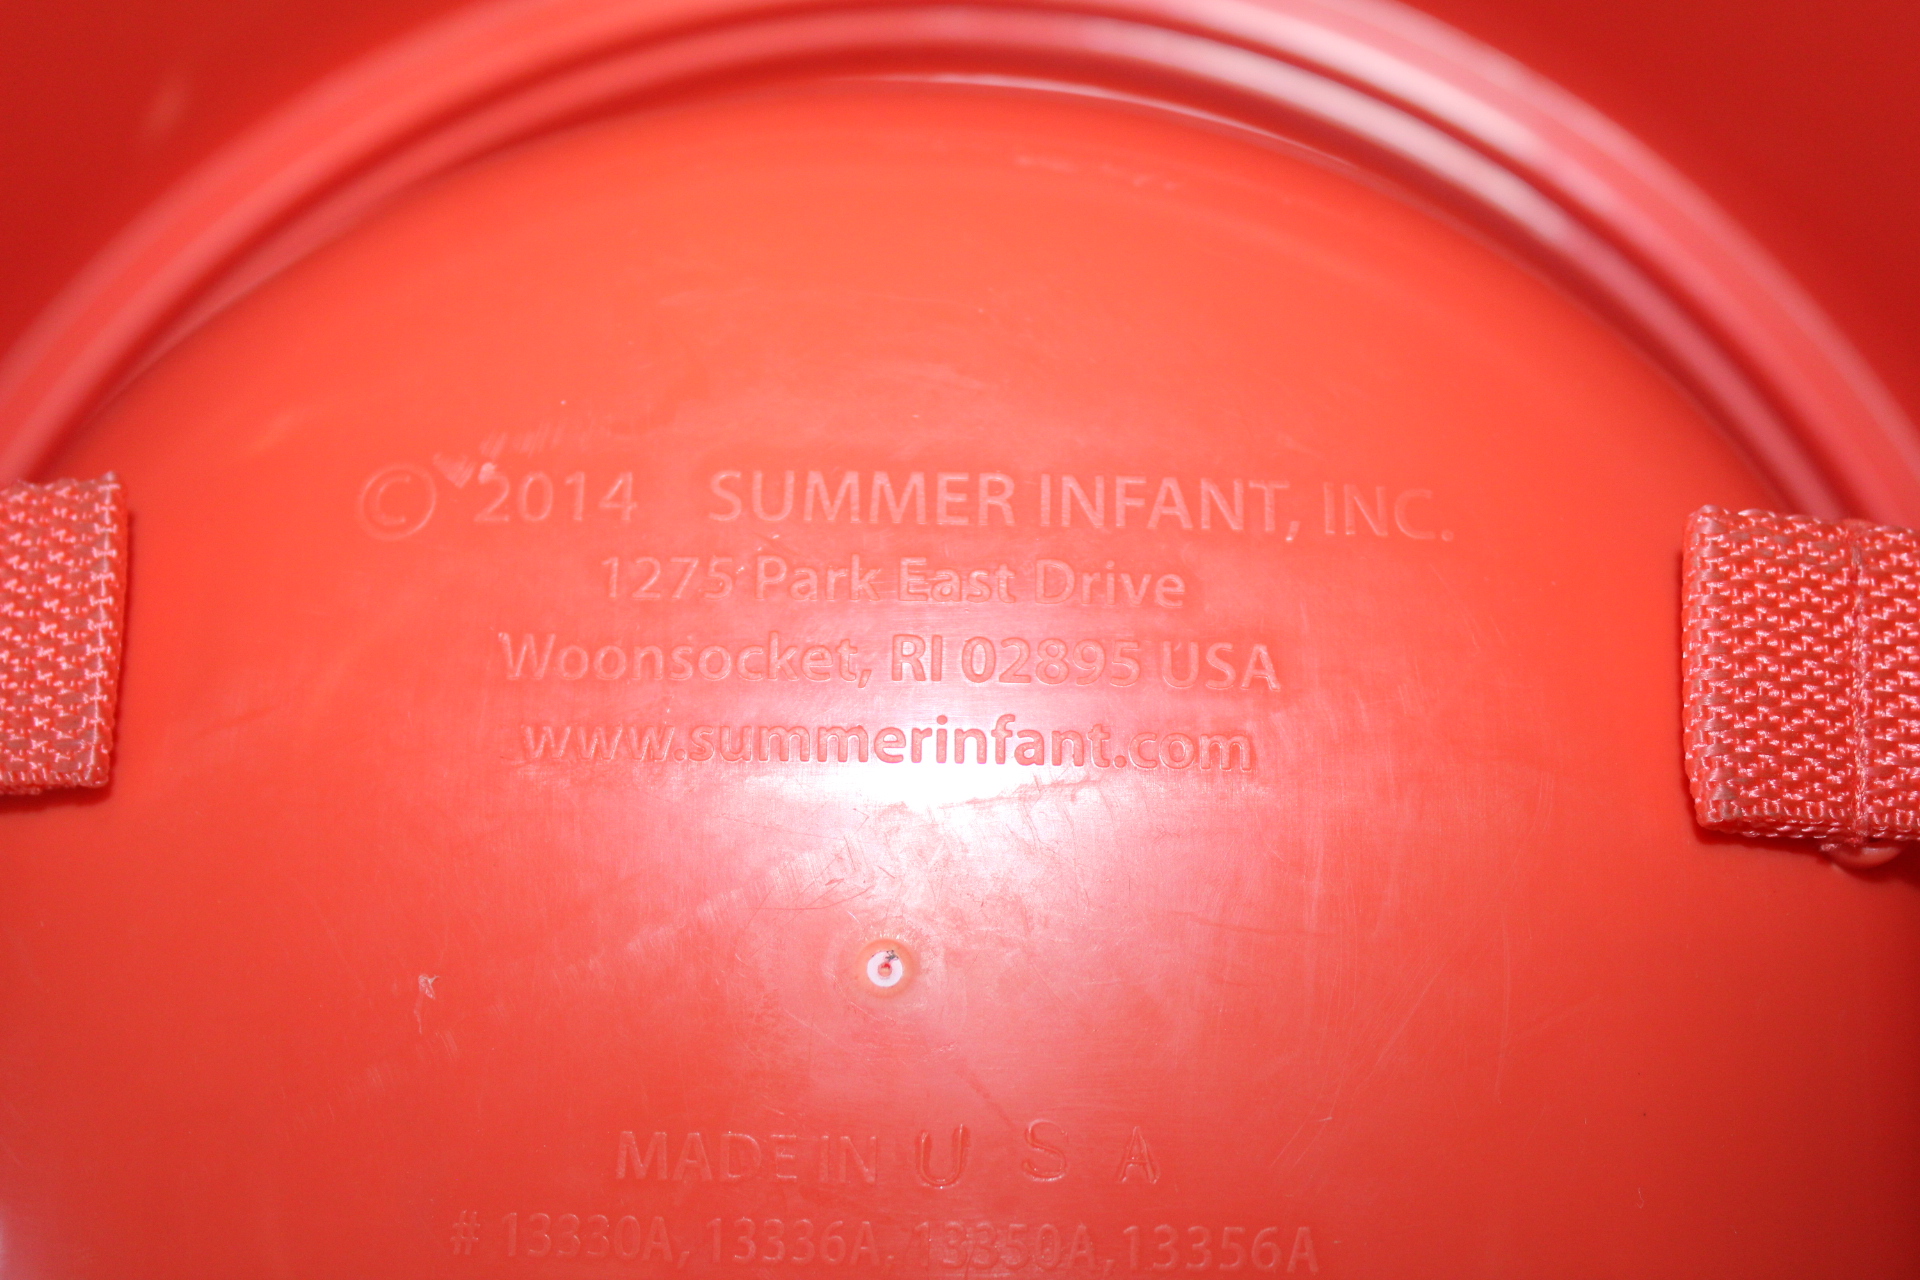 © 2014 SUMMER INFANT, INC.
1275 Park East Drive
Woonsocket, RI 02895 USA
www.summerinfant.com
MADE IN U S A
# 13330A, 13336A. 13350A, 13356A